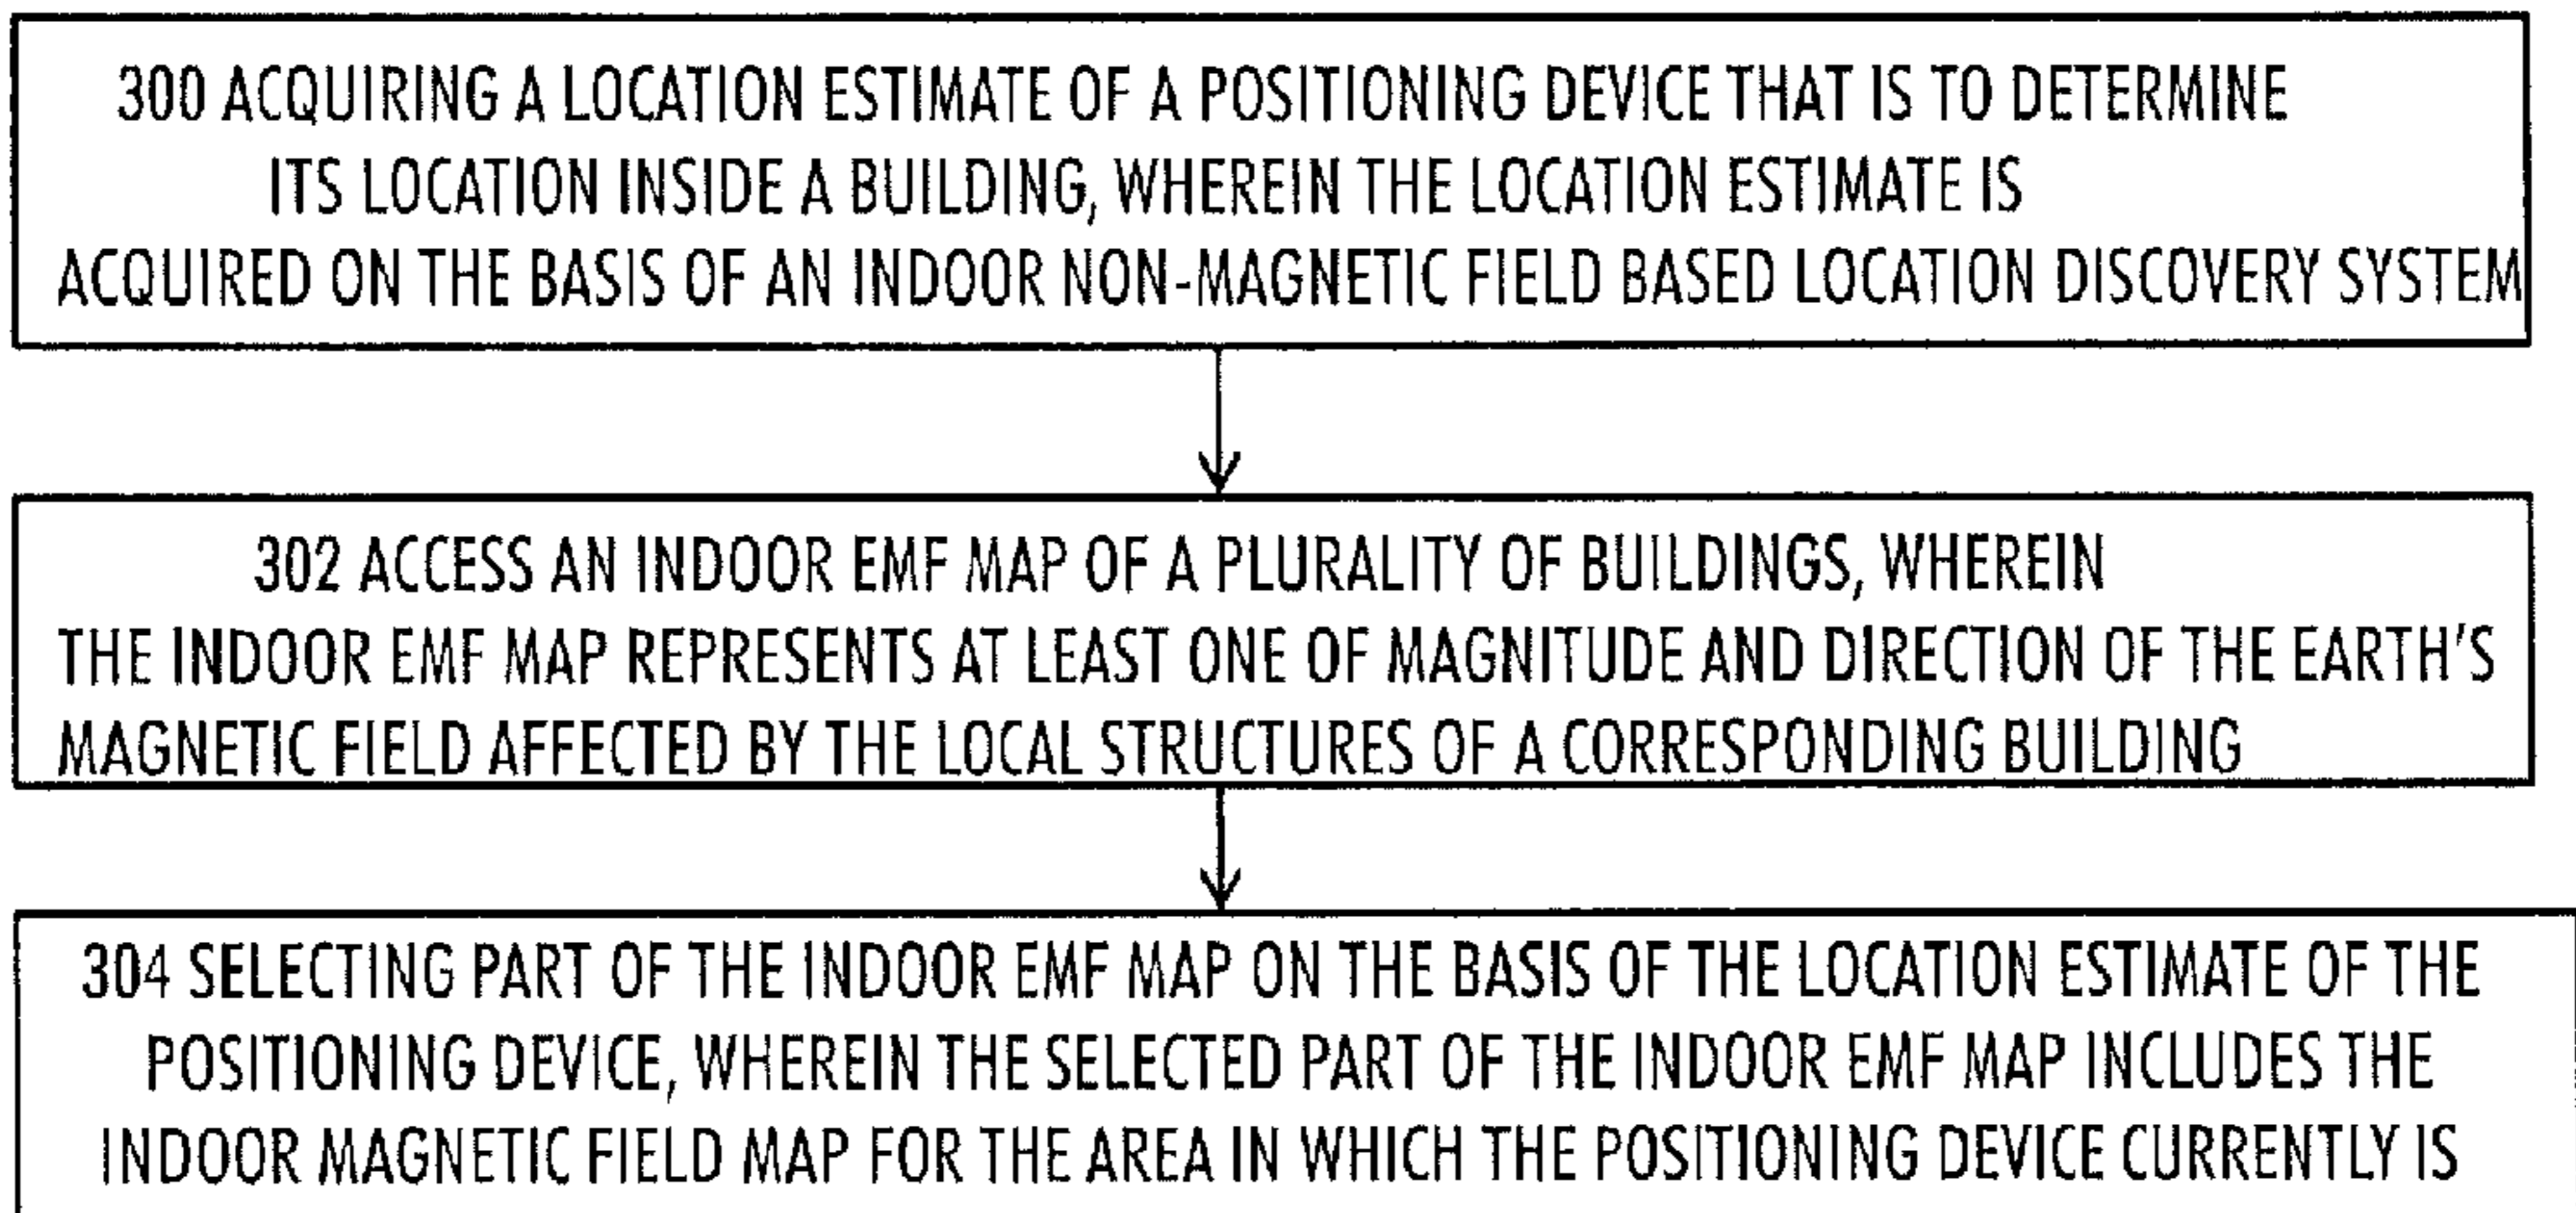 300 ACQUIRING A LOCATION ESTIMATE OF A POSITIONING DEVICE THAT IS TO DETERMINE
ITS LOCATION INSIDE A BUILDING, WHEREIN THE LOCATION ESTIMATE IS
ACQUIRED ON THE BASIS OF AN INDOOR NON-MAGNETIC FIELD BASED LOCATION DISCOVERY SYSTEM
302 ACCESS AN INDOOR EMF MAP OF A PLURALITY OF BUILDINGS, WHEREIN
THE INDOOR EMF MAP REPRESENTS AT LEAST ONE OF MAGNITUDE AND DIRECTION OF THE EARTH'S
MAGNETIC FIELD AFFECTED BY THE LOCAL STRUCTURES OF A CORRESPONDING BUILDING
304 SELECTING PART OF THE INDOOR EMF MAP ON THE BASIS OF THE LOCATION ESTIMATE OF THE
POSITIONING DEVICE, WHEREIN THE SELECTED PART OF THE INDOOR EMF MAP INCLUDES THE
INDOOR MAGNETIC FIELD MAP FOR THE AREA IN WHICH THE POSITIONING DEVICE CURRENTLY IS